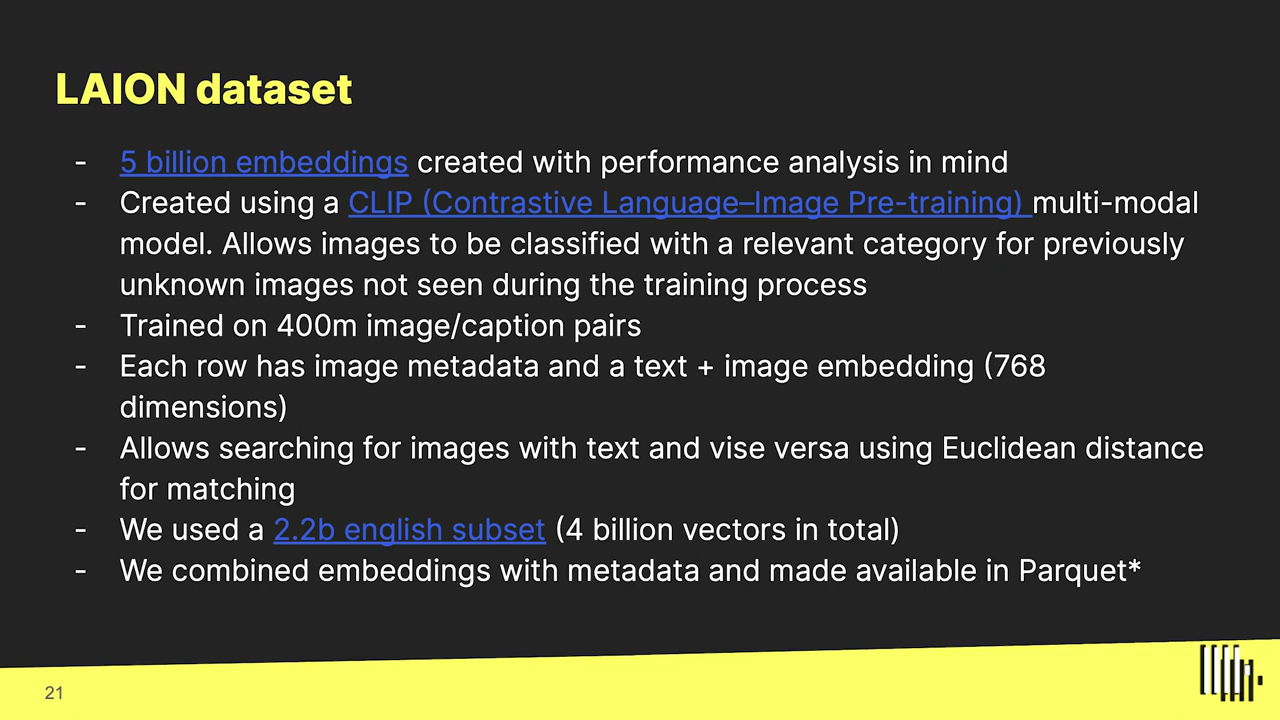 LAION dataset
- 5 billion embeddings created with performance analysis in mind
- Created using a CLIP (Contrastive Language–Image Pre-training) multi-modal
model. Allows images to be classified with a relevant category for previously
unknown images not seen during the training process
- Trained on 400m image/caption pairs
- Each row has image metadata and a text + image embedding (768
dimensions)
- Allows searching for images with text and vise versa using Euclidean distance
for matching
- We used a 2.2b english subset (4 billion vectors in total)
- We combined embeddings with metadata and made available in Parquet*
21